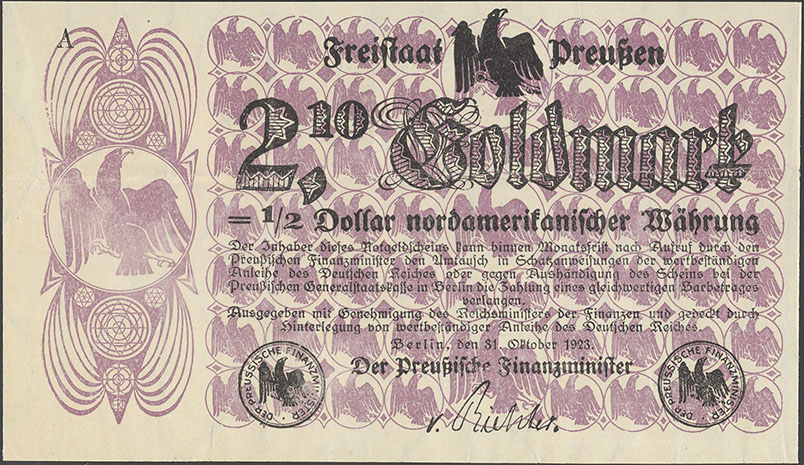 A
Freistaat Preußen
2,10 Goldmark
= 1/2 Dollar nordamerikanischer Währung
Der Inhaber dieses Notgeldscheins kann binnen Monatsfrist nach Aufruf durch den
Preußischen Finanzminister den Umtausch in Schatzanweisungen der wertbeständigen
Anleihe des Deutschen Reiches oder gegen Aushändigung des Scheins bei der
Preußischen Generalstaatskasse in Berlin die Zahlung eines gleichwertigen Barbetrages
verlangen.
Ausgegeben mit Genehmigung des Reichsministers der Finanzen und gedeckt durch
Hinterlegung von wertbeständiger Anleihe des Deutschen Reiches.
Berlin, den 31. Oktober 1923.
Der Preußische Finanzminister
DER PREUSSISCHE FINANZMINISTER
DER PREUSSISCHE FINANZMINISTER
v. Richter.